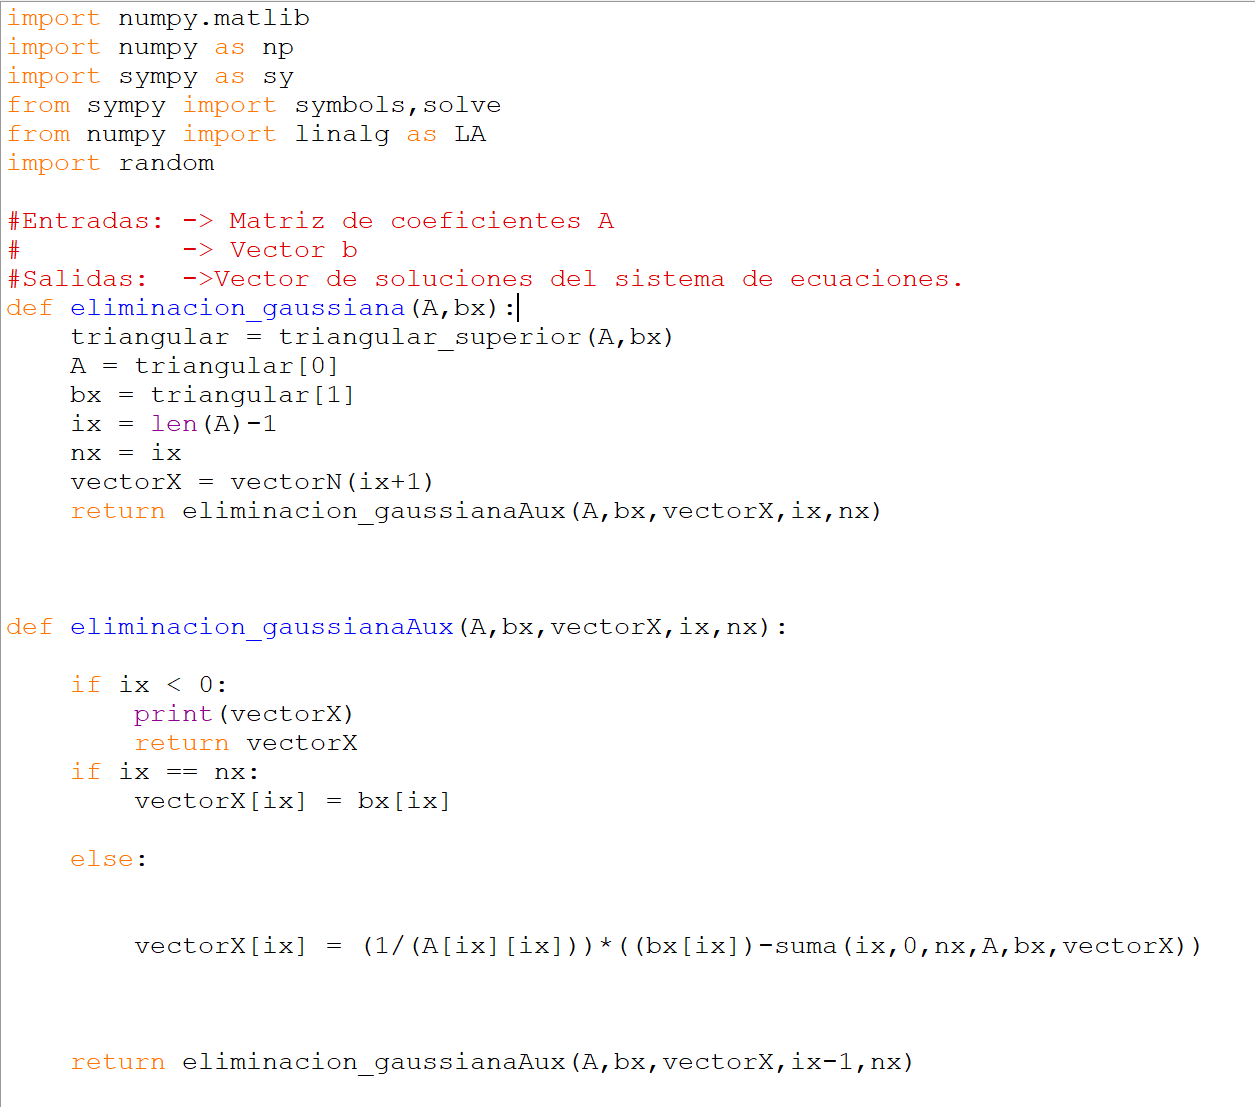 import numpy.matlib
import numpy as np
import sympy as sy
from sympy import symbols,solve
from numpy import linalg as LA
import random
#Entradas: -> Matriz de coeficientes A
#          -> Vector b
#Salidas:  ->Vector de soluciones del sistema de ecuaciones.
def eliminacion_gaussiana(A,bx):
    triangular = triangular_superior(A,bx)
    A = triangular[0]
    bx = triangular[1]
    ix = len(A)-1
    nx = ix
    vectorX = vectorN(ix+1)
    return eliminacion_gaussianaAux(A,bx,vectorX,ix,nx)
def eliminacion_gaussianaAux(A,bx,vectorX,ix,nx):
    if ix < 0:
        print(vectorX)
        return vectorX
    if ix == nx:
        vectorX[ix] = bx[ix]
    else:
        vectorX[ix] = (1/(A[ix][ix]))*((bx[ix])-suma(ix,0,nx,A,bx,vectorX))
    return eliminacion_gaussianaAux(A,bx,vectorX,ix-1,nx)